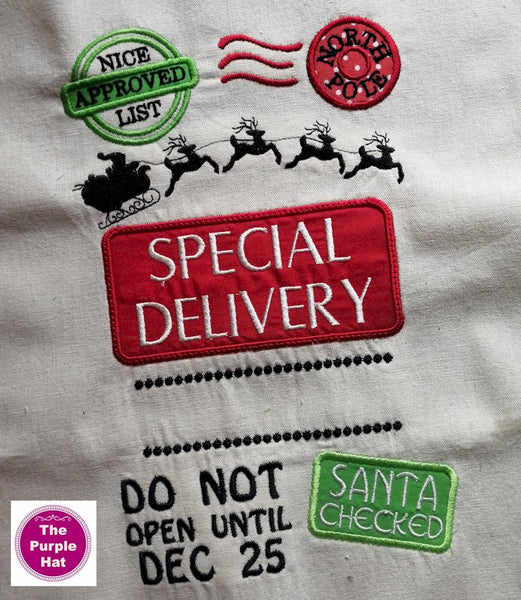 NICE
APPROVED
LIST
NORTH
POLE
SPECIAL
DELIVERY
DO NOT
OPEN UNTIL
DEC 25
SANTA
CHECKED
The
Purple
Hat